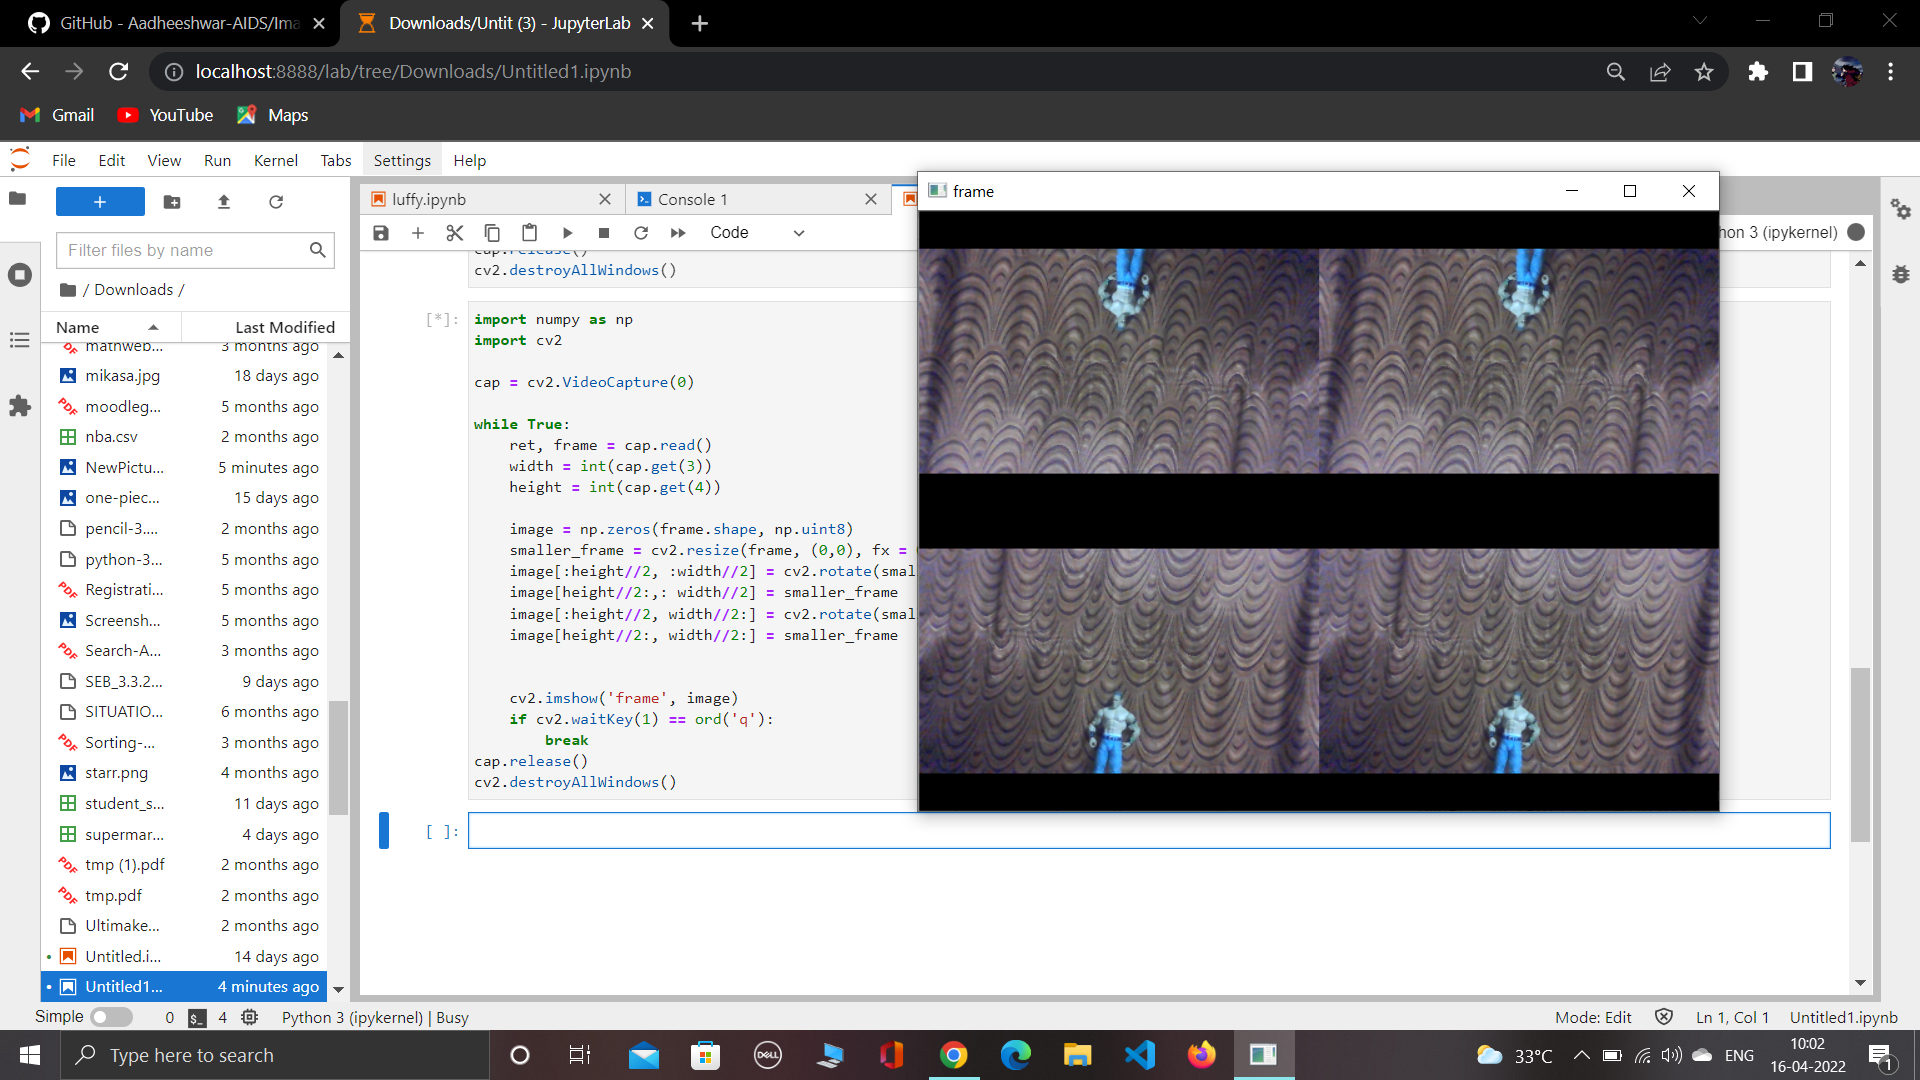 GitHub - Aadheeshwar-AIDS/Ima
Downloads/Untit (3) - JupyterLab
localhost:8888/lab/tree/Downloads/Untitled1.ipynb
Gmail YouTube Maps
File Edit View Run Kernel Tabs Settings Help
luffy.ipynb Console 1
frame
Code
hon 3 (ipykernel)
Filter files by name
/ Downloads /
Name Last Modified
mathweb... 3 months ago
mikasa.jpg 18 days ago
moodleg... 5 months ago
nba.csv 2 months ago
NewPictu... 5 minutes ago
one-piec... 15 days ago
pencil-3.... 2 months ago
python-3... 5 months ago
Registrati... 5 months ago
Screensh... 5 months ago
Search-A... 3 months ago
SEB_3.3.2... 9 days ago
SITUATIO... 6 months ago
Sorting-... 3 months ago
starr.png 4 months ago
student_s... 11 days ago
supermar... 4 days ago
tmp (1).pdf 2 months ago
tmp.pdf 2 months ago
Ultimake... 2 months ago
Untitled.i... 14 days ago
Untitled1... 4 minutes ago
cap.release()
cv2.destroyAllWindows()
[*]:
import numpy as np
import cv2
cap = cv2.VideoCapture(0)
while True:
ret, frame = cap.read()
width = int(cap.get(3))
height = int(cap.get(4))
image = np.zeros(frame.shape, np.uint8)
smaller_frame = cv2.resize(frame, (0,0), fx =
image[:height//2, :width//2] = cv2.rotate(smal
image[height//2:,: width//2] = smaller_frame
image[:height//2, width//2:] = cv2.rotate(smal
image[height//2:, width//2:] = smaller_frame
cv2.imshow('frame', image)
if cv2.waitKey(1) == ord('q'):
break
cap.release()
cv2.destroyAllWindows()
[ ]:
Simple 0 $_ 4 Python 3 (ipykernel) | Busy
Mode: Edit Ln 1, Col 1 Untitled1.ipynb
Type here to search
DELL
33°C
ENG
10:02
16-04-2022
1